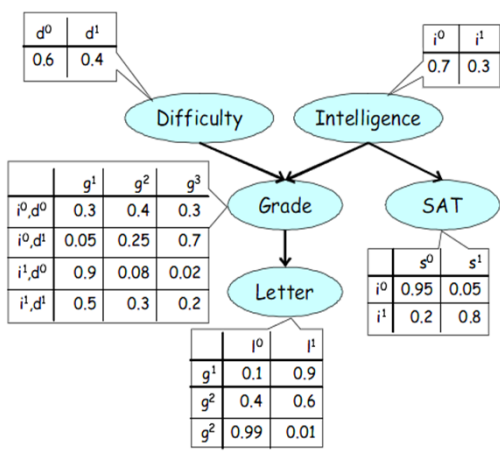 d⁰ d¹
0.6 0.4
i⁰ i¹
0.7 0.3
Difficulty
Intelligence
g¹ g² g³
i⁰,d⁰ 0.3 0.4 0.3
i⁰,d¹ 0.05 0.25 0.7
i¹,d⁰ 0.9 0.08 0.02
i¹,d¹ 0.5 0.3 0.2
Grade
SAT
s⁰ s¹
i⁰ 0.95 0.05
i¹ 0.2 0.8
Letter
l⁰ l¹
g¹ 0.1 0.9
g² 0.4 0.6
g² 0.99 0.01